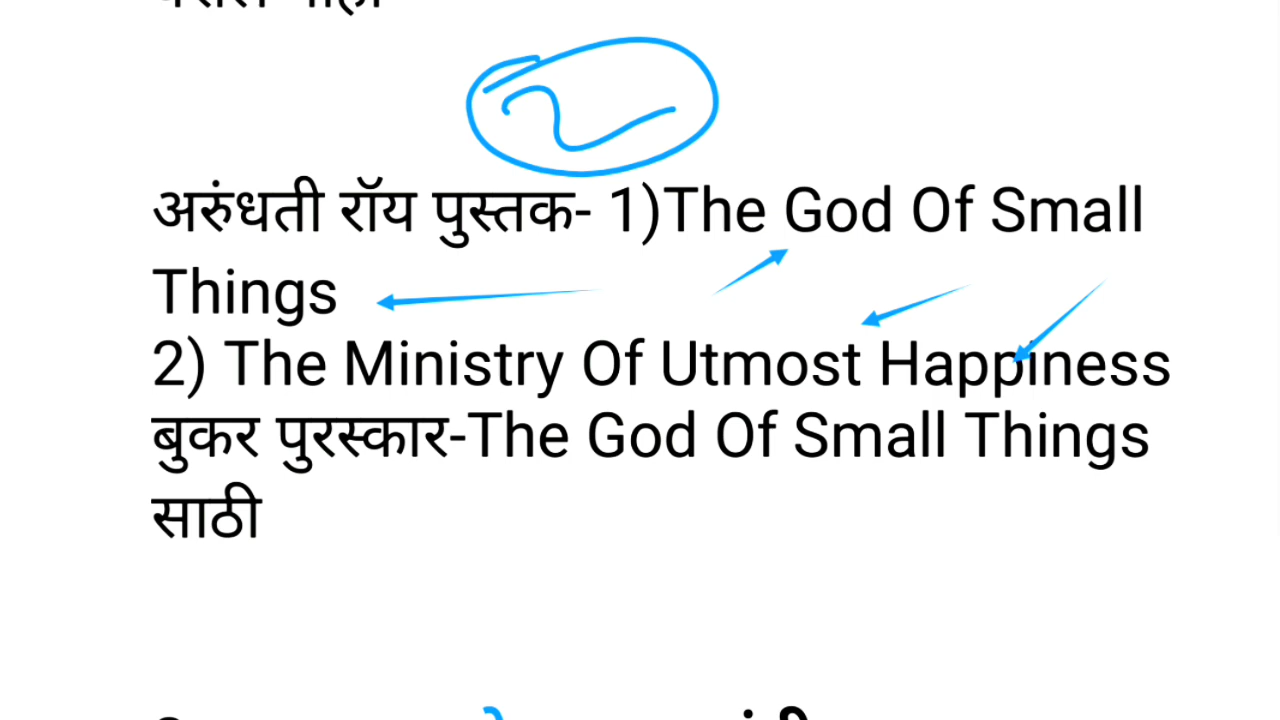 अरुंधती रॉय पुस्तक- 1)The God Of Small
Things
2) The Ministry Of Utmost Happiness
बुकर पुरस्कार-The God Of Small Things
साठी